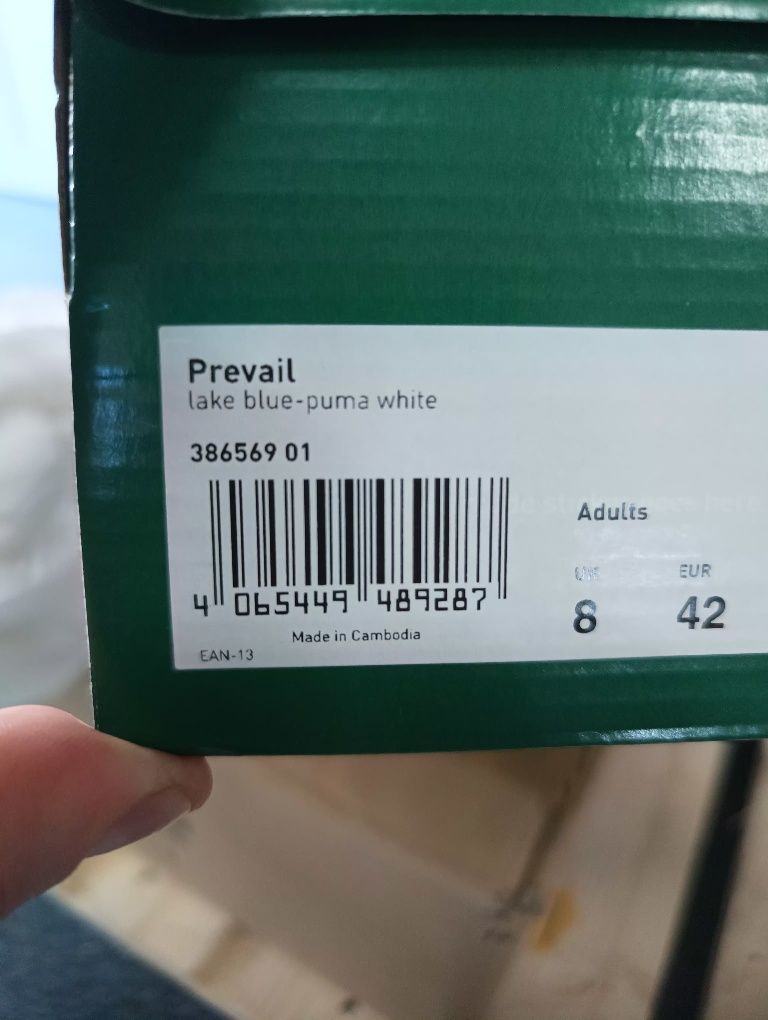 Prevail
lake blue-puma white
386569 01
4 065449 489287
EAN-13
Made in Cambodia
Adults
UK EUR
8 42